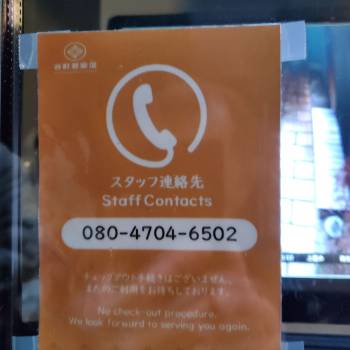 スタッフ連絡先
Staff Contacts
080-4704-6502
チェックアウト手続きはございません。
またのご利用をお待ちしております。
No check-out procedure.
We look forward to serving you again.